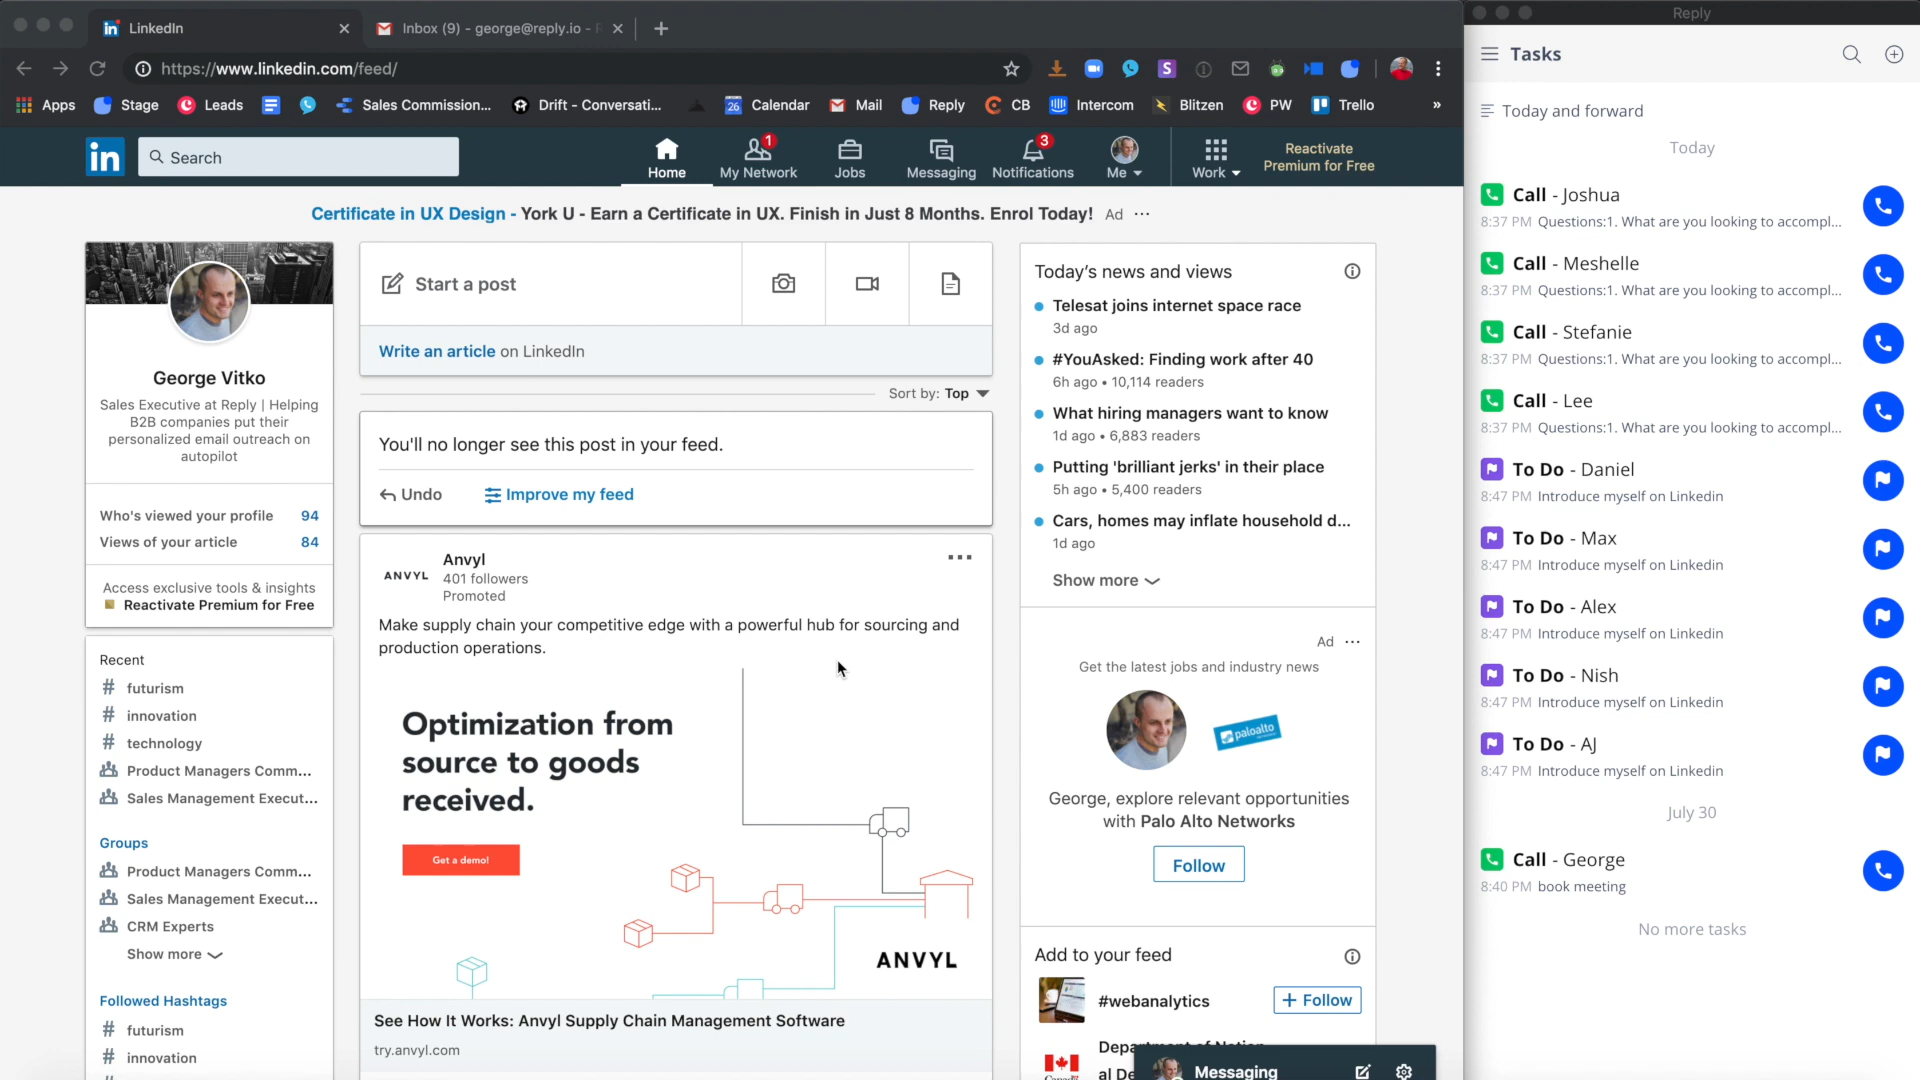 LinkedIn
Inbox (9) - george@reply.io - R
Reply
https://www.linkedin.com/feed/
Apps
Stage
Leads
Sales Commission...
Drift - Conversati...
26
Calendar
Mail
Reply
CB
Intercom
Blitzen
PW
Trello
»
in
Search
Home
1
My Network
Jobs
Messaging
3
Notifications
Me
Work
Reactivate
Premium for Free
Certificate in UX Design - York U - Earn a Certificate in UX. Finish in Just 8 Months. Enrol Today! Ad ···
George Vitko
Sales Executive at Reply | Helping
B2B companies put their
personalized email outreach on
autopilot
Who's viewed your profile 94
Views of your article 84
Access exclusive tools & insights
Reactivate Premium for Free
Recent
# futurism
# innovation
# technology
Product Managers Comm...
Sales Management Execut...
Groups
Product Managers Comm...
Sales Management Execut...
CRM Experts
Show more
Followed Hashtags
# futurism
# innovation
Start a post
Write an article on LinkedIn
Sort by: Top
You'll no longer see this post in your feed.
Undo
Improve my feed
ANVYL
Anvyl
401 followers
Promoted
Make supply chain your competitive edge with a powerful hub for sourcing and
production operations.
Optimization from
source to goods
received.
Get a demo!
ANVYL
See How It Works: Anvyl Supply Chain Management Software
try.anvyl.com
Today's news and views
Telesat joins internet space race
3d ago
#YouAsked: Finding work after 40
6h ago • 10,114 readers
What hiring managers want to know
1d ago • 6,883 readers
Putting 'brilliant jerks' in their place
5h ago • 5,400 readers
Cars, homes may inflate household d...
1d ago
Show more
Ad ···
Get the latest jobs and industry news
paloalto
George, explore relevant opportunities
with Palo Alto Networks
Follow
Add to your feed
#webanalytics
+ Follow
al De
Messaging
Tasks
Today and forward
Today
Call - Joshua
8:37 PM Questions:1. What are you looking to accompl...
Call - Meshelle
8:37 PM Questions:1. What are you looking to accompl...
Call - Stefanie
8:37 PM Questions:1. What are you looking to accompl...
Call - Lee
8:37 PM Questions:1. What are you looking to accompl...
To Do - Daniel
8:47 PM Introduce myself on Linkedin
To Do - Max
8:47 PM Introduce myself on Linkedin
To Do - Alex
8:47 PM Introduce myself on Linkedin
To Do - Nish
8:47 PM Introduce myself on Linkedin
To Do - AJ
8:47 PM Introduce myself on Linkedin
July 30
Call - George
8:40 PM book meeting
No more tasks